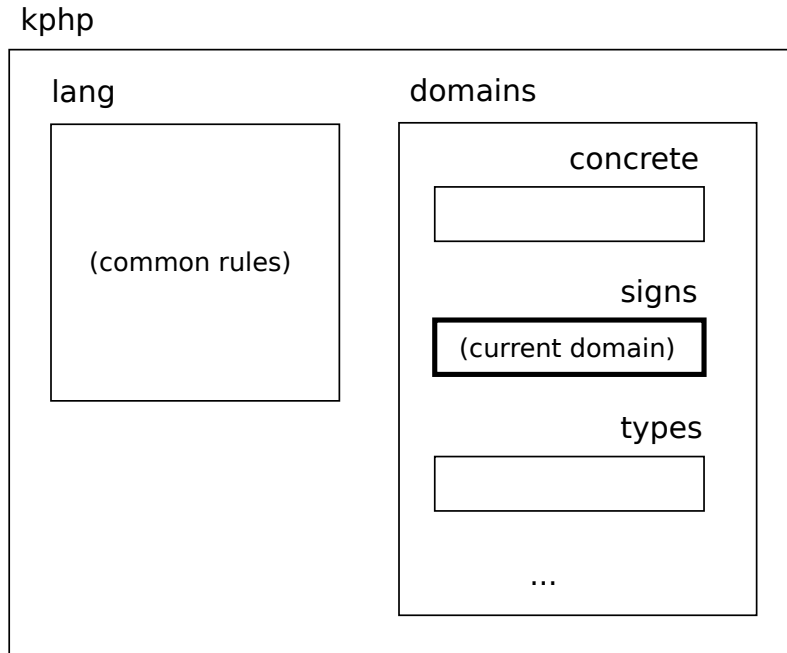 kphp
lang
(common rules)
domains
concrete
signs
(current domain)
types
...